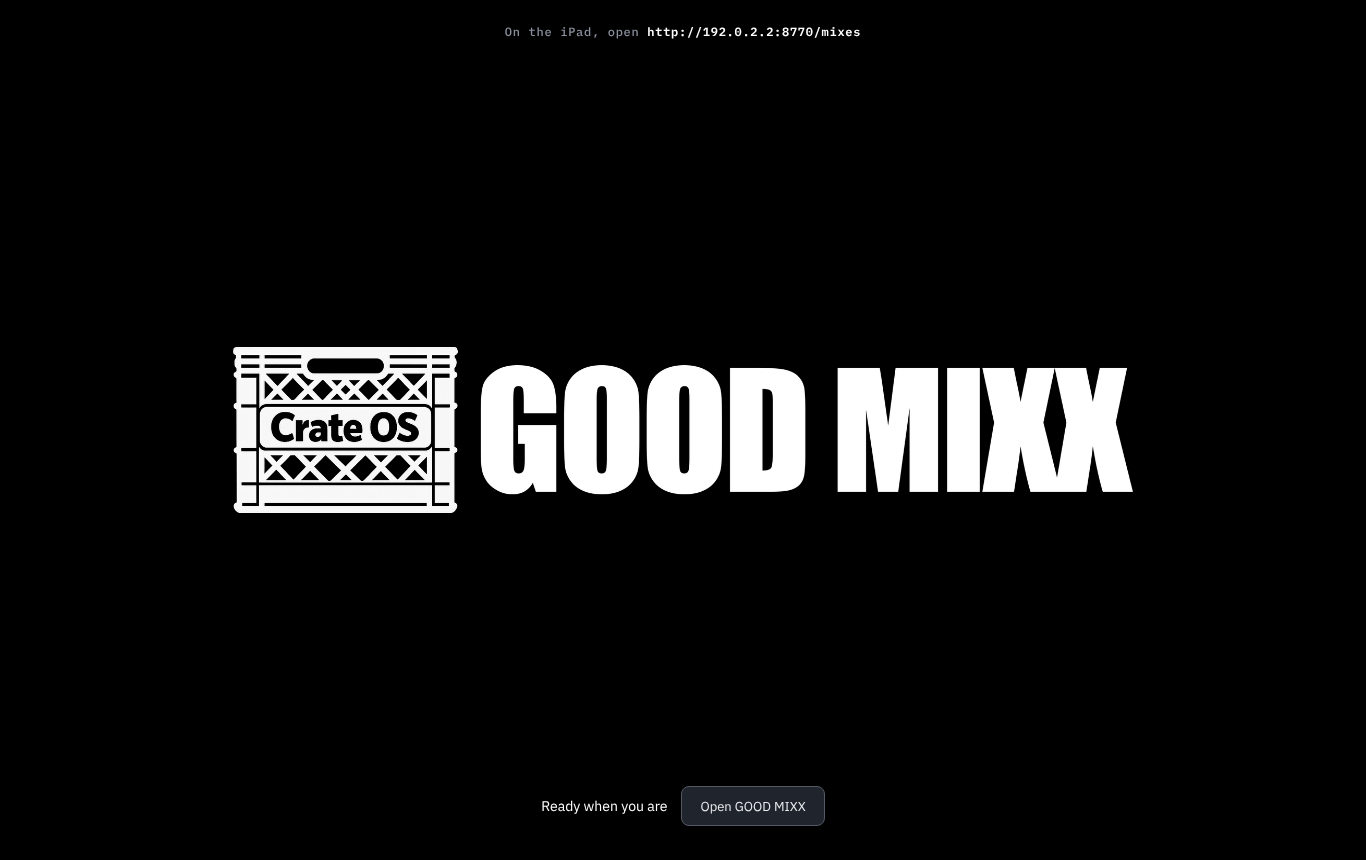 On the iPad, open http://192.0.2.2:8770/mixes
Crate OS
GOOD MIXX
Ready when you are
Open GOOD MIXX